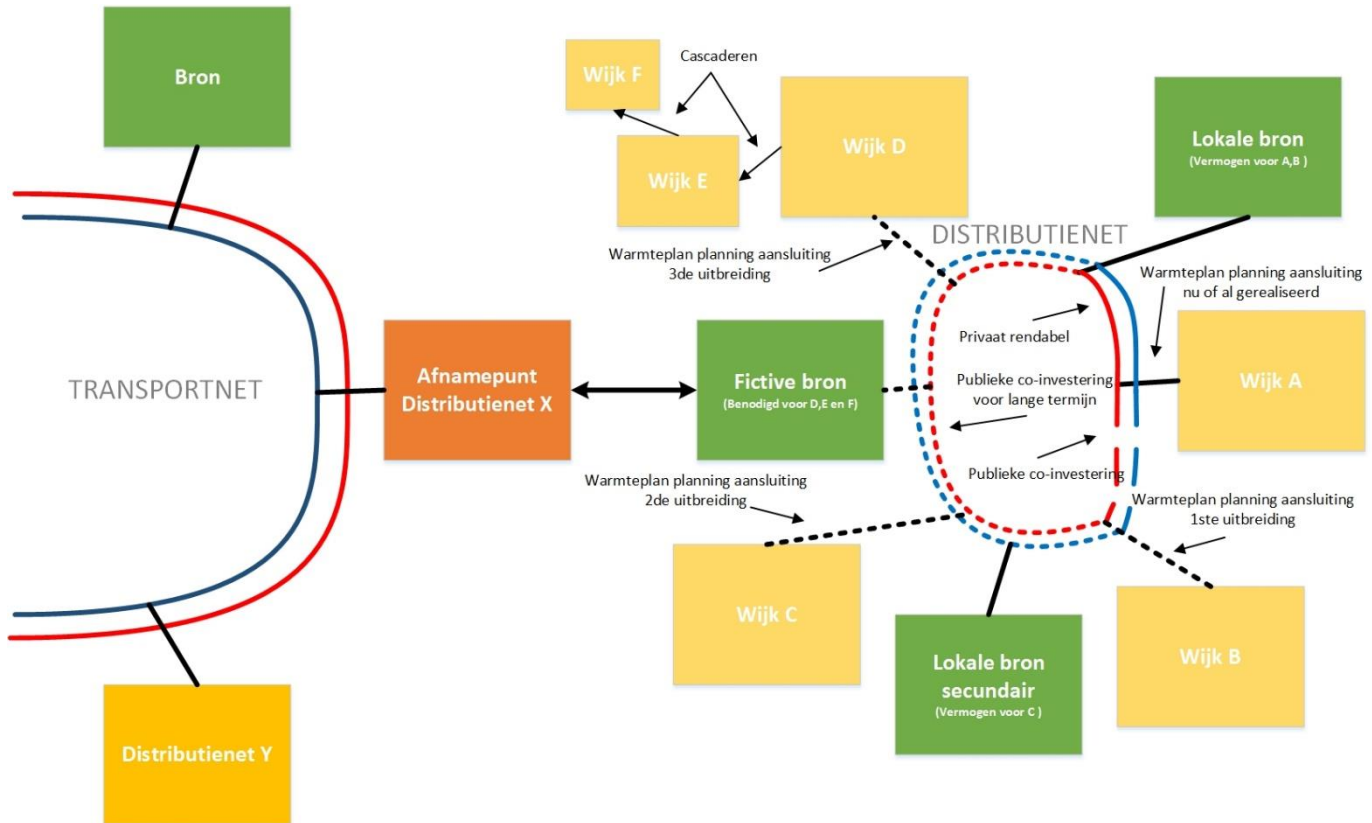 Bron
TRANSPORTNET
Distributienet Y
Afnamepunt
Distributienet X
Fictive bron
(Benodigd voor D,E en F)
Wijk F
Cascaderen
Wijk E
Wijk D
Warmteplan planning aansluiting
3de uitbreiding
DISTRIBUTIENET
Lokale bron
(Vermogen voor A,B )
Warmteplan planning aansluiting
nu of al gerealiseerd
Privaat rendabel
Publieke co-investering
voor lange termijn
Publieke co-investering
Wijk A
Warmteplan planning aansluiting
2de uitbreiding
Warmteplan planning aansluiting
1ste uitbreiding
Wijk C
Lokale bron
secundair
(Vermogen voor C )
Wijk B